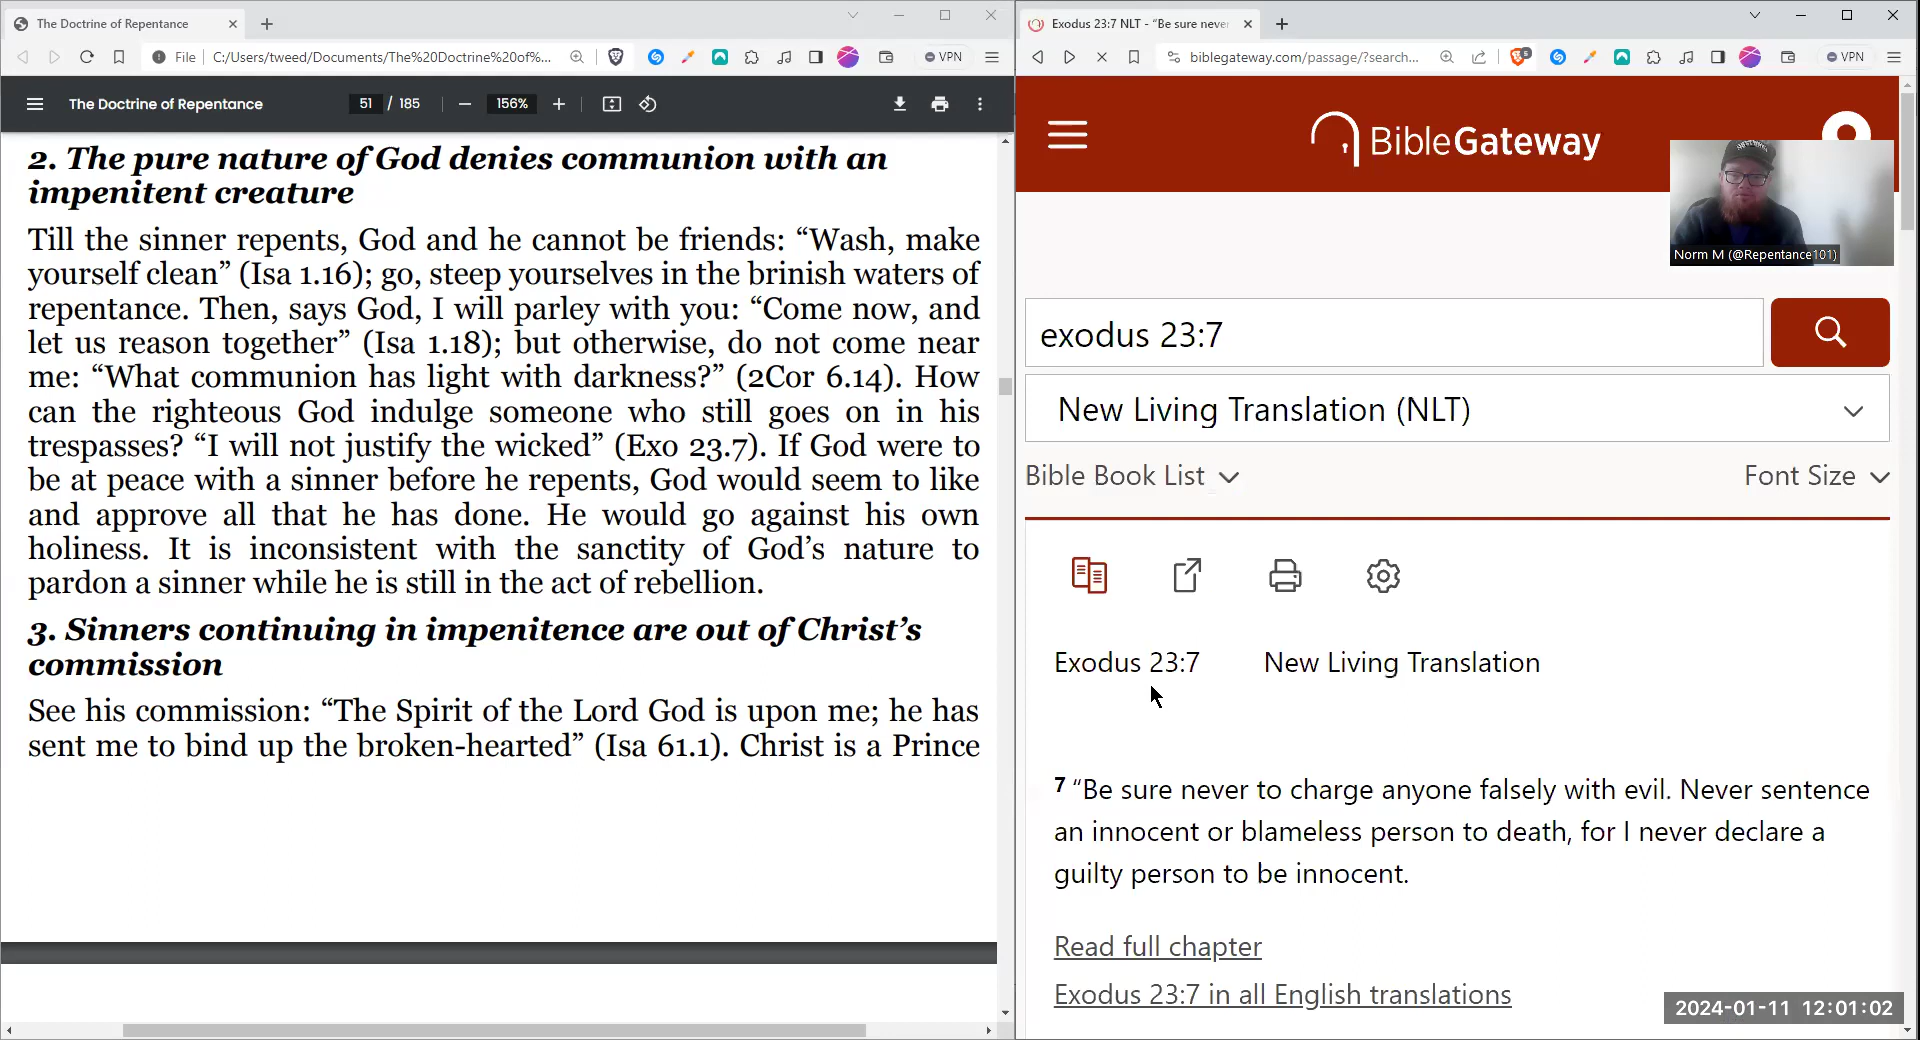 The Doctrine of Repentance
File C:/Users/tweed/Documents/The%20Doctrine%20of%... VPN
The Doctrine of Repentance 51 / 185 156%
2. The pure nature of God denies communion with an
impenitent creature
Till the sinner repents, God and he cannot be friends: “Wash, make
yourself clean” (Isa 1.16); go, steep yourselves in the brinish waters of
repentance. Then, says God, I will parley with you: “Come now, and
let us reason together” (Isa 1.18); but otherwise, do not come near
me: “What communion has light with darkness?” (2Cor 6.14). How
can the righteous God indulge someone who still goes on in his
trespasses? “I will not justify the wicked” (Exo 23.7). If God were to
be at peace with a sinner before he repents, God would seem to like
and approve all that he has done. He would go against his own
holiness. It is inconsistent with the sanctity of God’s nature to
pardon a sinner while he is still in the act of rebellion.
3. Sinners continuing in impenitence are out of Christ’s
commission
See his commission: “The Spirit of the Lord God is upon me; he has
sent me to bind up the broken-hearted” (Isa 61.1). Christ is a Prince
Exodus 23:7 NLT - “Be sure never
biblegateway.com/passage/?search... 5 VPN
BibleGateway
Norm M (@Repentance101)
exodus 23:7
New Living Translation (NLT)
Bible Book List Font Size
Exodus 23:7 New Living Translation
7 “Be sure never to charge anyone falsely with evil. Never sentence
an innocent or blameless person to death, for I never declare a
guilty person to be innocent.
Read full chapter
Exodus 23:7 in all English translations
2024-01-11 12:01:02